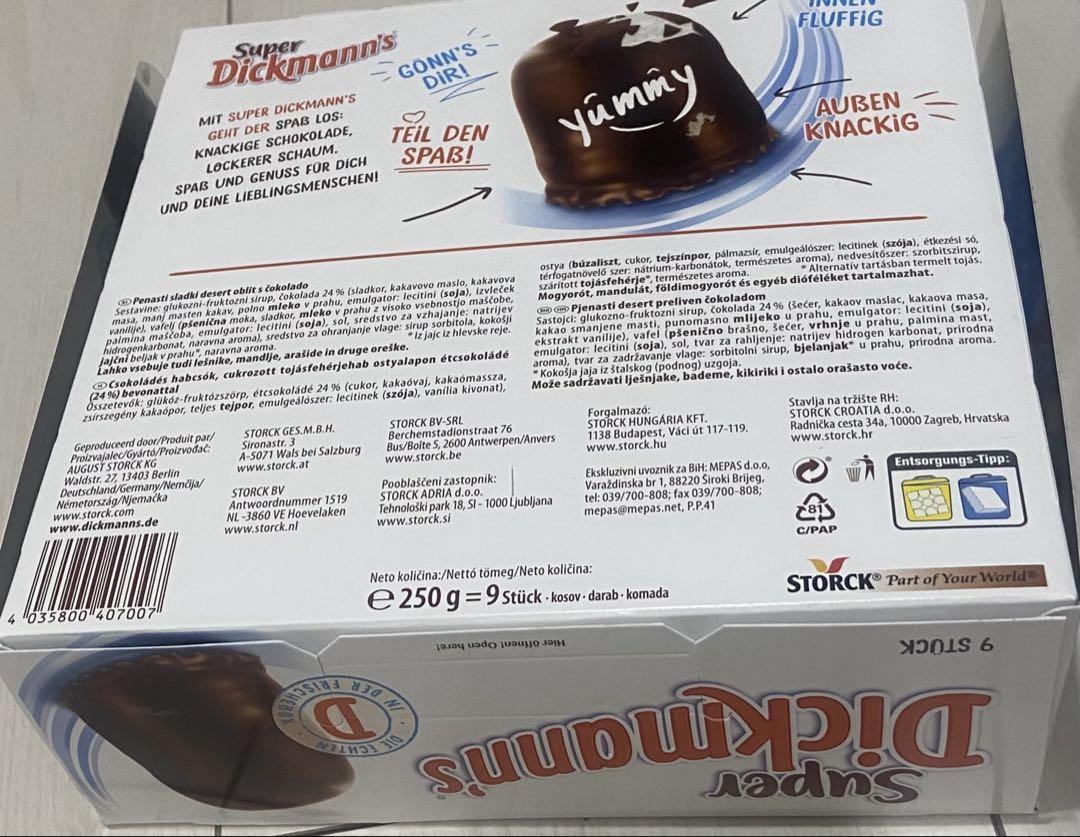 Super
Dickmann's
MIT SUPER DICKMANN'S
GEHT DER SPAẞ LOS:
KNACKIGE SCHOKOLADE,
LOCKERER SCHAUM.
SPAẞ UND GENUSS FÜR DICH
UND DEINE LIEBLINGSMENSCHEN!
GÖNN'S
DIR!
TEIL DEN
SPAẞ!
yummy
INNEN
FLUFFIG
AUẞEN
KNACKIG
Penasti sladki desert oblit s čokolado
Sestavine: glukozni-fruktozni sirup, čokolada 24 % (sladkor, kakavovo maslo, kakavova
masa, manj masten kakav, polno mleko v prahu, emulgator: lecitini (soja), izvleček
vanilije), vafelj (pšenična moka, sladkor, mleko v prahu z visoko vsebnostjo maščobe,
palmina maščoba, emulgator: lecitini (soja), sol, sredstvo za vzhajanje: natrijev
hidrogenkarbonat, naravna aroma), sredstvo za ohranjanje vlage: sirup sorbitola, kokošji
jajčni beljak v prahu*, naravna aroma. * Iz jajc iz hlevske reje.
Lahko vsebuje tudi lešnike, mandlje, arašide in druge oreške.
Csokoládés habcsók, cukrozott tojásfehérjehab ostyalapon étcsokoládé
(24 %) bevonattal
Összetevők: glükóz-fruktózszörp, étcsokoládé 24 % (cukor, kakaóvaj, kakaómassza,
zsírszegény kakaópor, teljes tejpor, emulgeálószer: lecitinek (szója), vanília kivonat),
ostya (búzaliszt, cukor, tejszínpor, pálmazsír, emulgeálószer: lecitinek (szója), étkezési só,
térfogatnövelő szer: nátrium-karbonátok, természetes aroma), nedvesítőszer: szorbitszirup,
szárított tojásfehérje*, természetes aroma. * Alternatív tartásban termelt tojás.
Mogyorót, mandulát, földimogyorót és egyéb dióféléket tartalmazhat.
Pjenasti desert preliven čokoladom
Sastojci: glukozno-fruktozni sirup, čokolada 24 % (šećer, kakaov maslac, kakaova masa,
kakao smanjene masti, punomasno mlijeko u prahu, emulgator: lecitini (soja),
ekstrakt vanilije), vafel (pšenično brašno, šećer, vrhnje u prahu, palmina mast,
emulgator: lecitini (soja), sol, tvar za rahljenje: natrijev hidrogen karbonat, prirodna
aroma), tvar za zadržavanje vlage: sorbitolni sirup, bjelanjak* u prahu, prirodna aroma.
* Kokošja jaja iz štalskog (podnog) uzgoja.
Može sadržavati lješnjake, bademe, kikiriki i ostalo orašasto voće.
Geproduceerd door/Produit par/
Proizvajalec/Gyártó/Proizvođač:
AUGUST STORCK KG
Waldstr. 27, 13403 Berlin
Deutschland/Germany/Nemčija/
Németország/Njemačka
www.storck.com
www.dickmanns.de
STORCK GES.M.B.H.
Sironastr. 3
A-5071 Wals bei Salzburg
www.storck.at
STORCK BV
Antwoordnummer 1519
NL -3860 VE Hoevelaken
www.storck.nl
STORCK BV-SRL
Berchemstadionstraat 76
Bus/Boîte 5, 2600 Antwerpen/Anvers
www.storck.be
Pooblaščeni zastopnik:
STORCK ADRIA d.o.o.
Tehnološki park 18, SI - 1000 Ljubljana
www.storck.si
Forgalmazó:
STORCK HUNGÁRIA KFT.
1138 Budapest, Váci út 117-119.
www.storck.hu
Ekskluzivni uvoznik za BiH: MEPAS d.o.o,
Varaždinska br 1, 88220 Široki Brijeg,
tel: 039/700-808; fax 039/700-808;
mepas@mepas.net, P.P.41
Stavlja na tržište RH:
STORCK CROATIA d.o.o.
Radnička cesta 34a, 10000 Zagreb, Hrvatska
www.storck.hr
81
C/PAP
Entsorgungs-Tipp:
4 035800 407007
Neto količina:/Nettó tömeg/Neto količina:
e 250 g = 9 Stück · kosov · darab · komada
STORCK® Part of Your World®
Hier öffnen! Open here!
9 STÜCK
Super
Dickmann's®
DIE ECHTEN
IN DER FRISCHEBOX
D